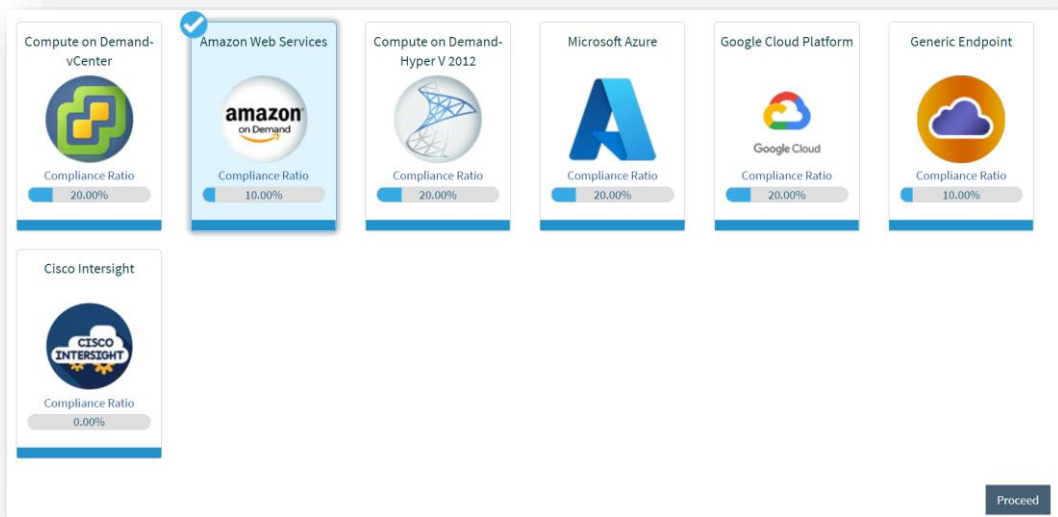 Compute on Demand-
vCenter
Compliance Ratio
20.00%
Amazon Web Services
amazon
on Demand
Compliance Ratio
10.00%
Compute on Demand-
Hyper V 2012
Compliance Ratio
20.00%
Microsoft Azure
Compliance Ratio
20.00%
Google Cloud Platform
Google Cloud
Compliance Ratio
20.00%
Generic Endpoint
Compliance Ratio
10.00%
Cisco Intersight
CISCO
INTERSIGHT
Compliance Ratio
0.00%
Proceed